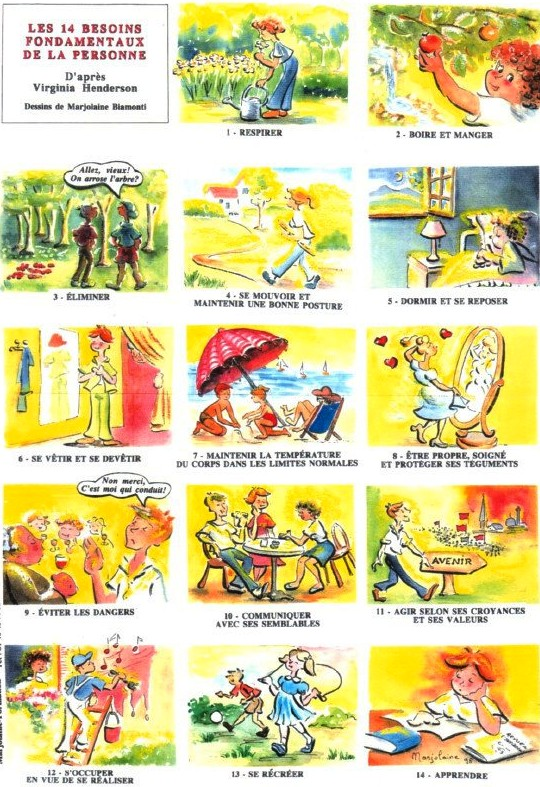 LES 14 BESOINS
FONDAMENTAUX
DE LA PERSONNE
D'après
Virginia Henderson
Dessins de Marjolaine Biamonti
1 - RESPIRER
2 - BOIRE ET MANGER
Allez, vieux!
On arrose l'arbre?
3 - ÉLIMINER
4 - SE MOUVOIR ET
MAINTENIR UNE BONNE POSTURE
5 - DORMIR ET SE REPOSER
6 - SE VÊTIR ET SE DEVÊTIR
7 - MAINTENIR LA TEMPÉRATURE
DU CORPS DANS LES LIMITES NORMALES
8 - ÊTRE PROPRE, SOIGNÉ
ET PROTÉGER SES TÉGUMENTS
Non merci,
C'est moi qui conduit!
9 - ÉVITER LES DANGERS
10 - COMMUNIQUER
AVEC SES SEMBLABLES
AVENIR
11 - AGIR SELON SES CROYANCES
ET SES VALEURS
12 - S'OCCUPER
EN VUE DE SE RÉALISER
13 - SE RÉCRÉER
Marjolaine
14 - APPRENDRE